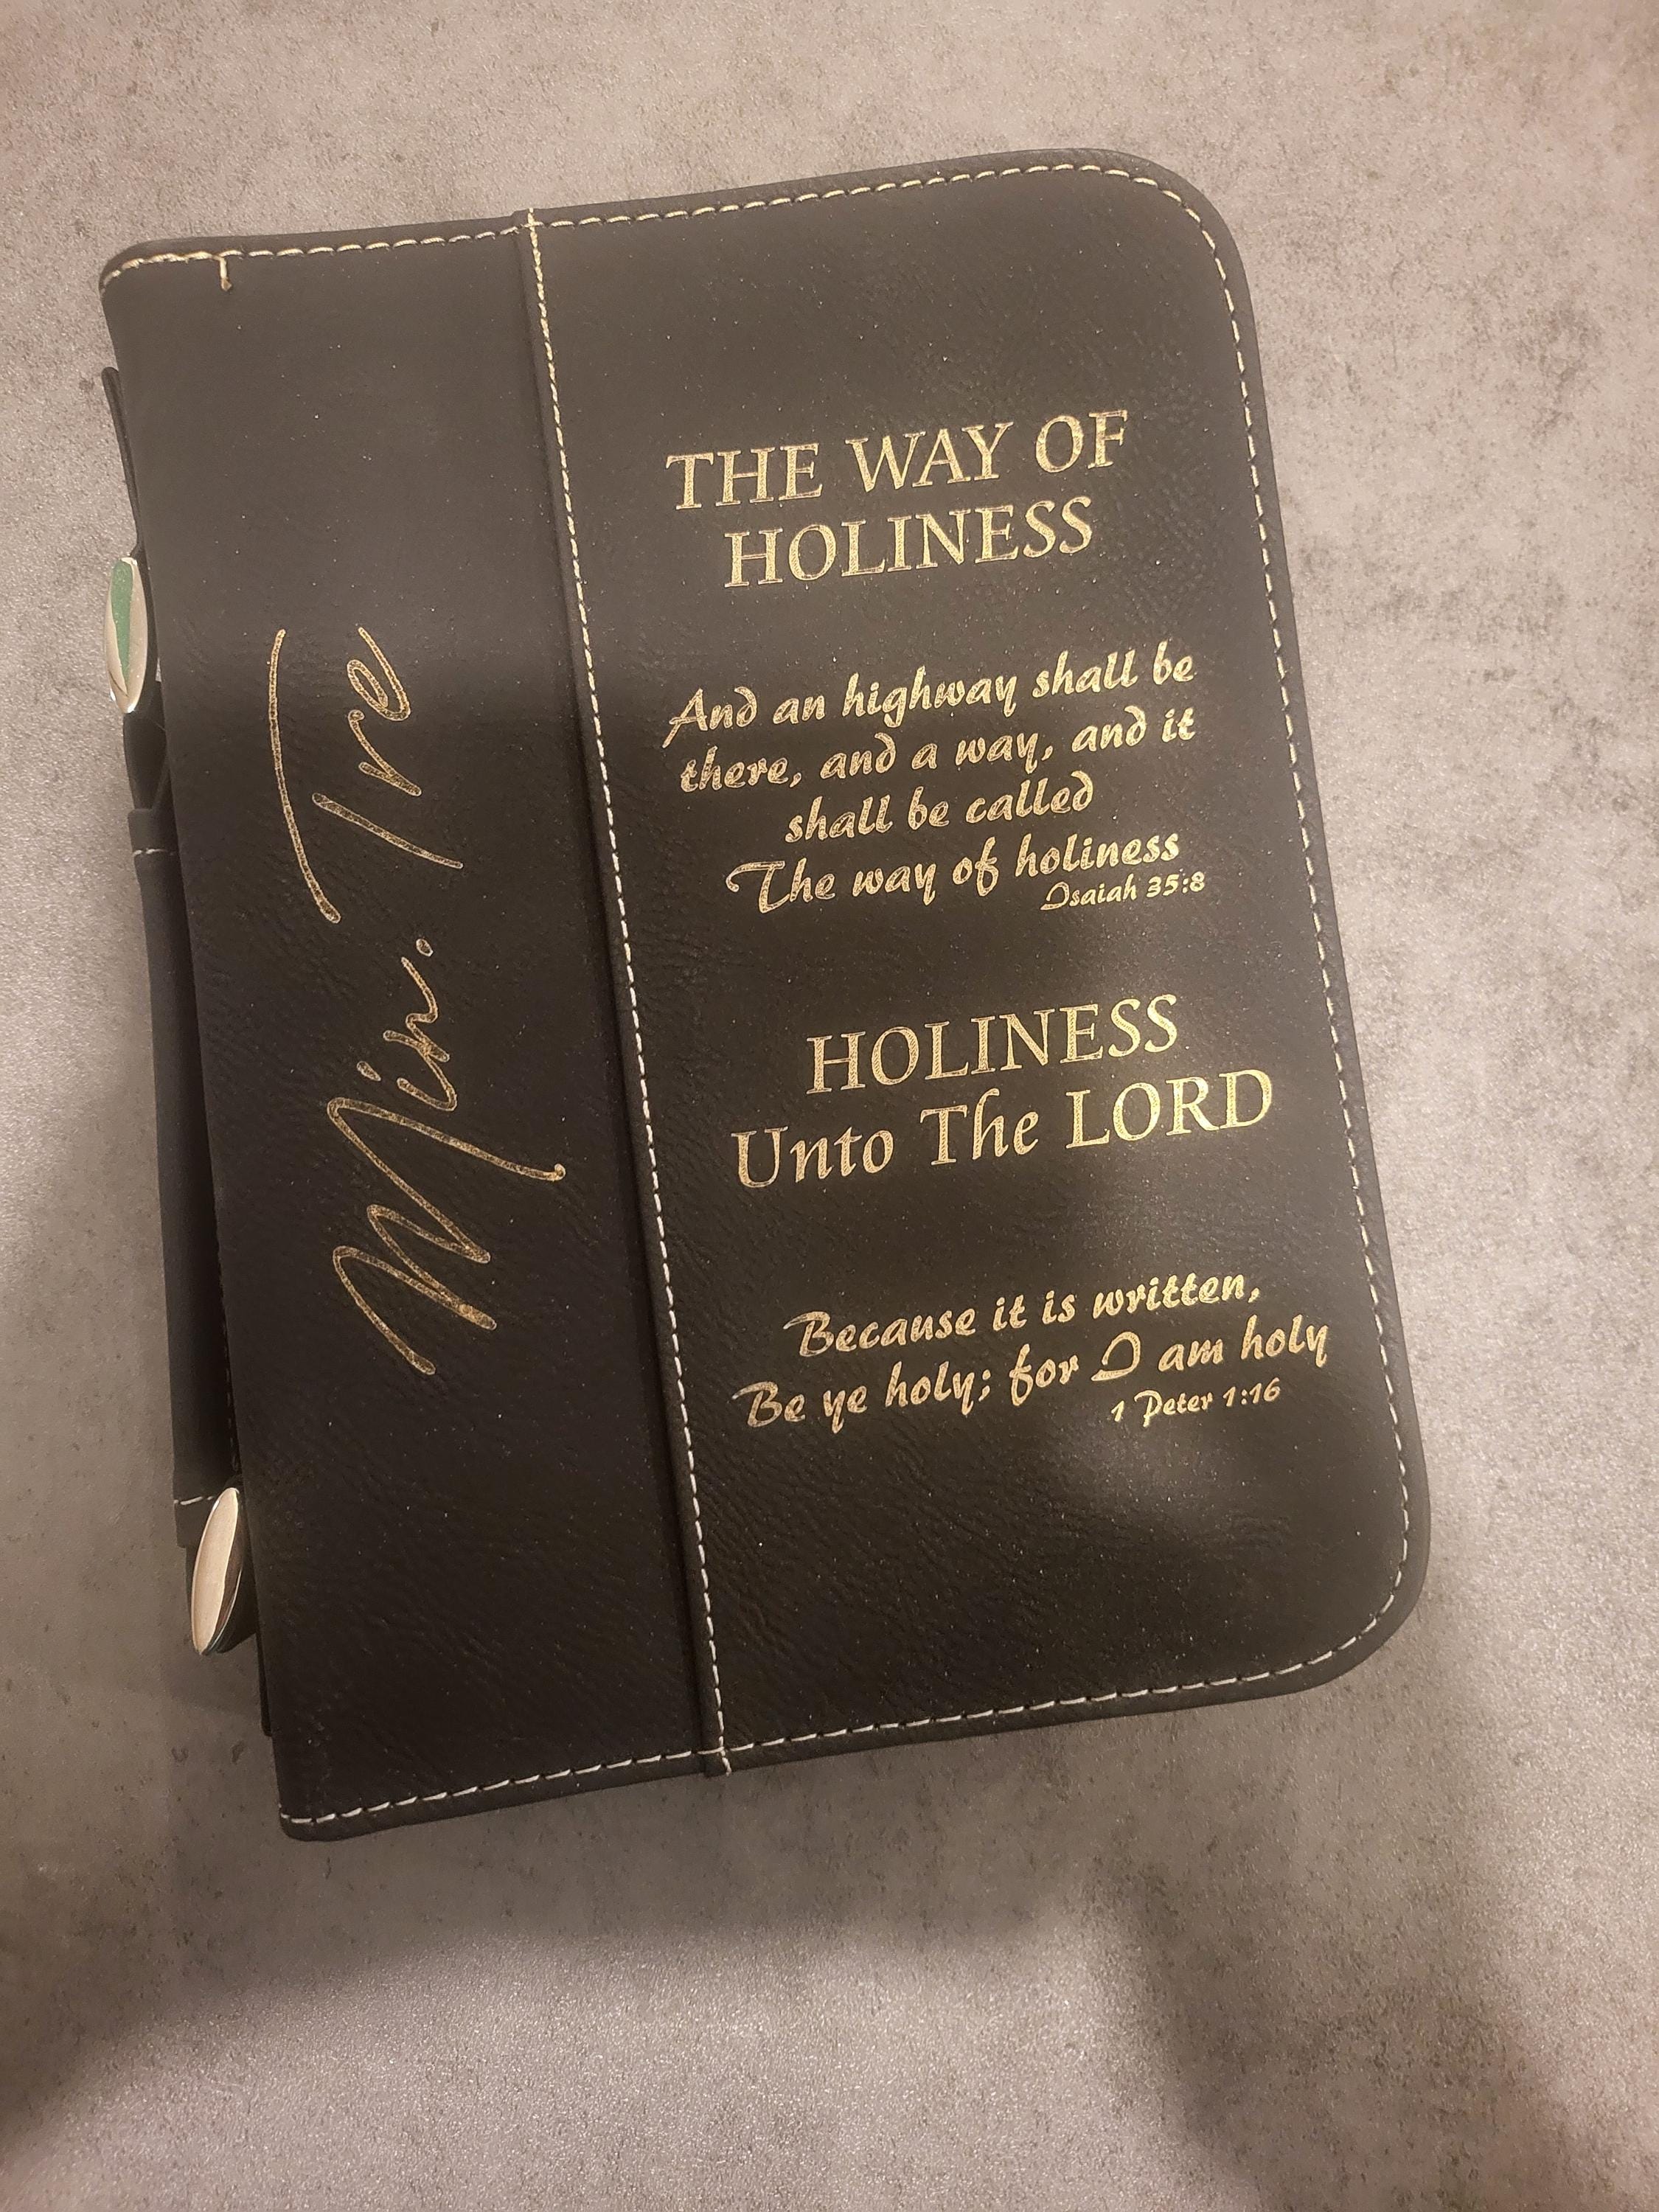 Min. Tre
THE WAY OF
HOLINESS
And an highway shall be
there, and a way, and it
shall be called
The way of holiness
Isaiah 35:8
HOLINESS
Unto The LORD
Because it is written,
Be ye holy; for I am holy
1 Peter 1:16